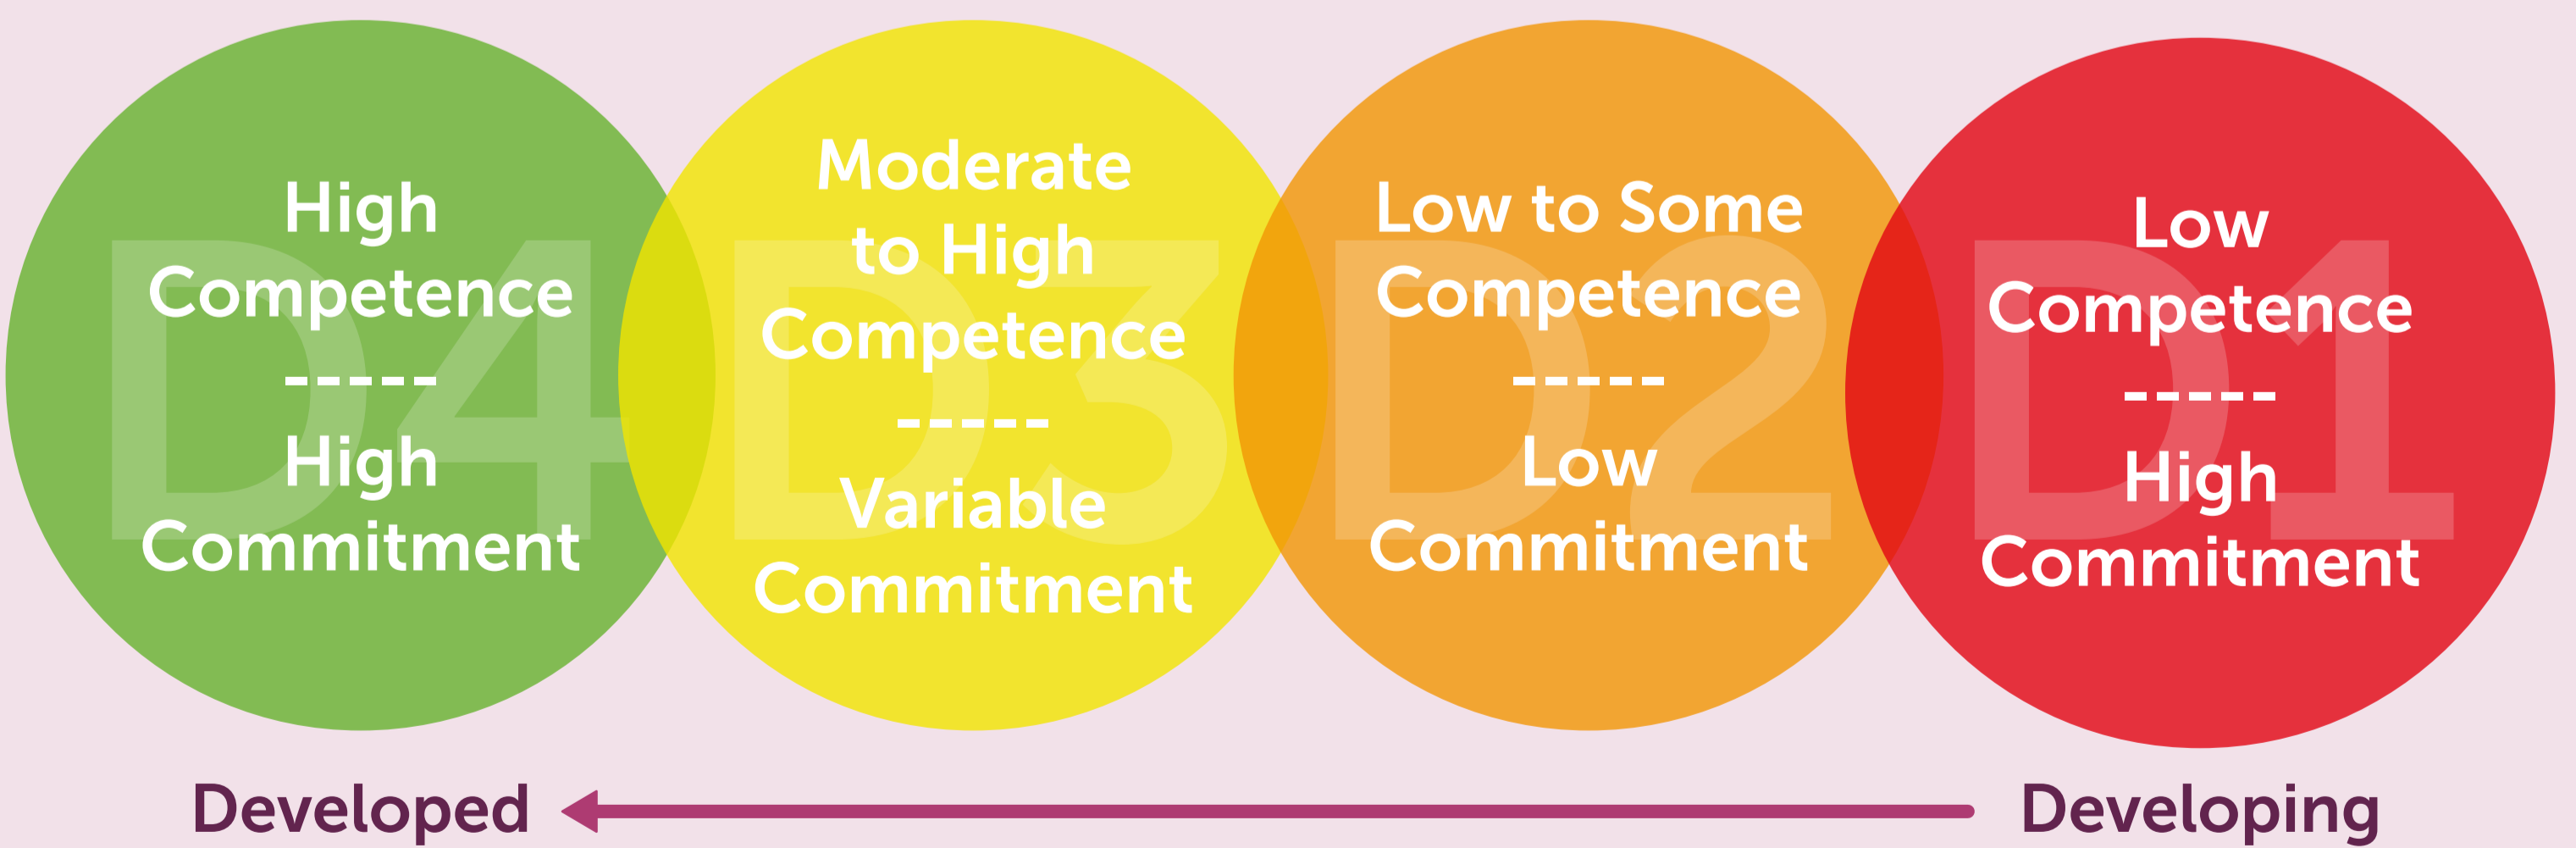 D4
High
Competence
-----
High
Commitment
D3
Moderate
to High
Competence
-----
Variable
Commitment
D2
Low to Some
Competence
-----
Low
Commitment
D1
Low
Competence
-----
High
Commitment
Developed
Developing